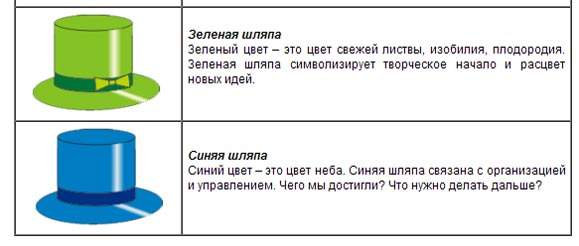 Зеленая шляпа
Зеленый цвет – это цвет свежей листвы, изобилия, плодородия.
Зеленая шляпа символизирует творческое начало и расцвет
новых идей.
Синяя шляпа
Синий цвет – это цвет неба. Синяя шляпа связана с организацией
и управлением. Чего мы достигли? Что нужно делать дальше?